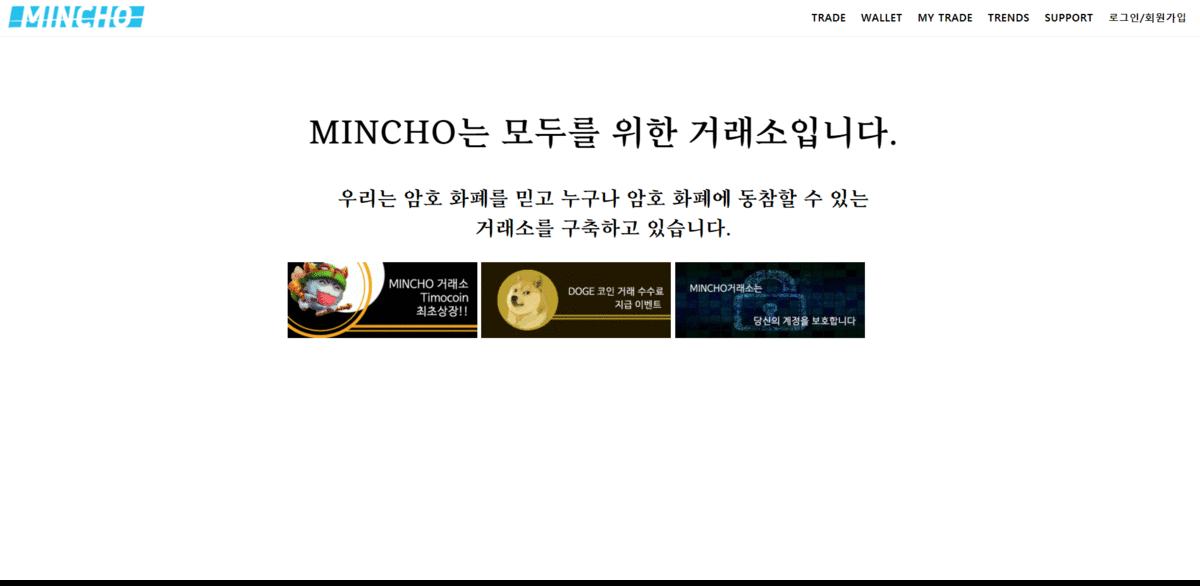 MINCHO
TRADE WALLET MY TRADE TRENDS SUPPORT 로그인/회원가입
MINCHO는 모두를 위한 거래소입니다.
우리는 암호 화폐를 믿고 누구나 암호 화폐에 동참할 수 있는
거래소를 구축하고 있습니다.
MINCHO 거래소
Timocoin
최초상장!!
DOGE 코인 거래 수수료
지급 이벤트
MINCHO거래소는
당신의 계정을 보호합니다